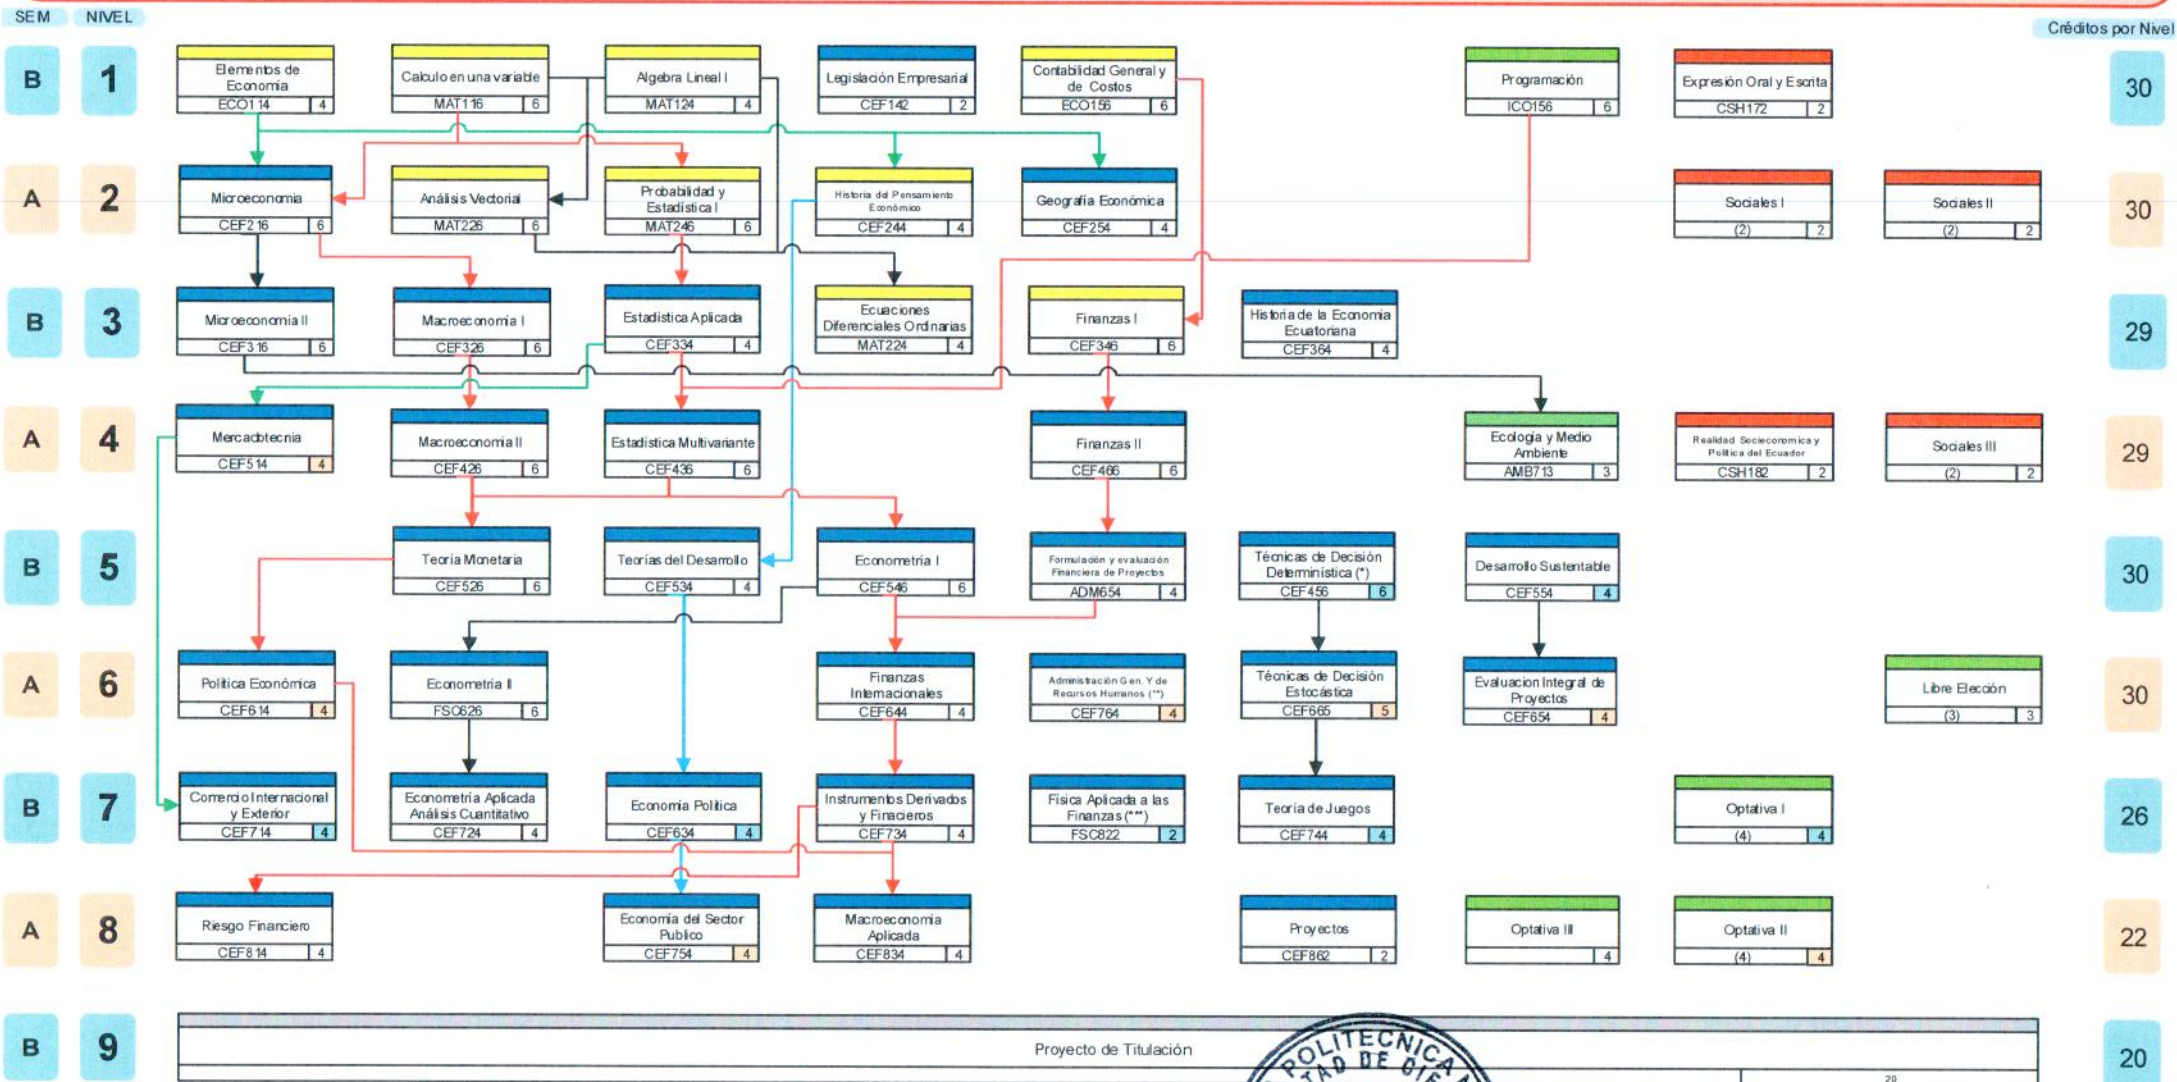 SEM NIVEL
Créditos por Nivel
B 1
Elementos de
Economía
ECO114 4
Calculo en una variable
MAT116 6
Algebra Lineal I
MAT124 4
Legislación Empresarial
CEF142 2
Contabilidad General y
de Costos
ECO156 6
Programación
ICO156 6
Expresión Oral y Escrita
CSH172 2
30
A 2
Microeconomia
CEF216 6
Análisis Vectorial
MAT226 6
Probabilidad y
Estadística I
MAT246 6
Historia del Pensamiento
Económico
CEF244 4
Geografía Económica
CEF254 4
Sociales I
(2) 2
Sociales II
(2) 2
30
B 3
Microeconomía II
CEF316 6
Macroeconomía I
CEF326 6
Estadística Aplicada
CEF334 4
Ecuaciones
Diferenciales Ordinarias
MAT224 4
Finanzas I
CEF346 6
Historia de la Economía
Ecuatoriana
CEF364 4
29
A 4
Mercadotecnia
CEF514 4
Macroeconomía II
CEF426 6
Estadística Multivariante
CEF436 6
Finanzas II
CEF466 6
Ecología y Medio
Ambiente
AMB713 3
Realidad Socieconomica y
Política del Ecuador
CSH182 2
Sociales III
(2) 2
29
B 5
Teoría Monetaria
CEF526 6
Teorías del Desarrollo
CEF534 4
Econometría I
CEF546 6
Formulación y evaluación
Financiera de Proyectos
ADM654 4
Técnicas de Decisión
Determinística (*)
CEF456 6
Desarrollo Sustentable
CEF554 4
30
A 6
Política Económica
CEF614 4
Econometría II
FSC626 6
Finanzas
Internacionales
CEF644 4
Administración Gen. Y de
Recursos Humanos (**)
CEF764 4
Técnicas de Decisión
Estocástica
CEF665 5
Evaluacion Integral de
Proyectos
CEF654 4
Libre Elección
(3) 3
30
B 7
Comercio Internacional
y Exterior
CEF714 4
Econometría Aplicada
Análisis Cuantitativo
CEF724 4
Economía Política
CEF634 4
Instrumentos Derivados
y Finacieros
CEF734 4
Física Aplicada a las
Finanzas (***)
FSC822 2
Teoría de Juegos
CEF744 4
Optativa I
(4) 4
26
A 8
Riesgo Financiero
CEF814 4
Economía del Sector
Publico
CEF754 4
Macroeconomía
Aplicada
CEF834 4
Proyectos
CEF862 2
Optativa III
4
Optativa II
(4) 4
22
B 9
Proyecto de Titulación
20
20
POLITECNICA
DE